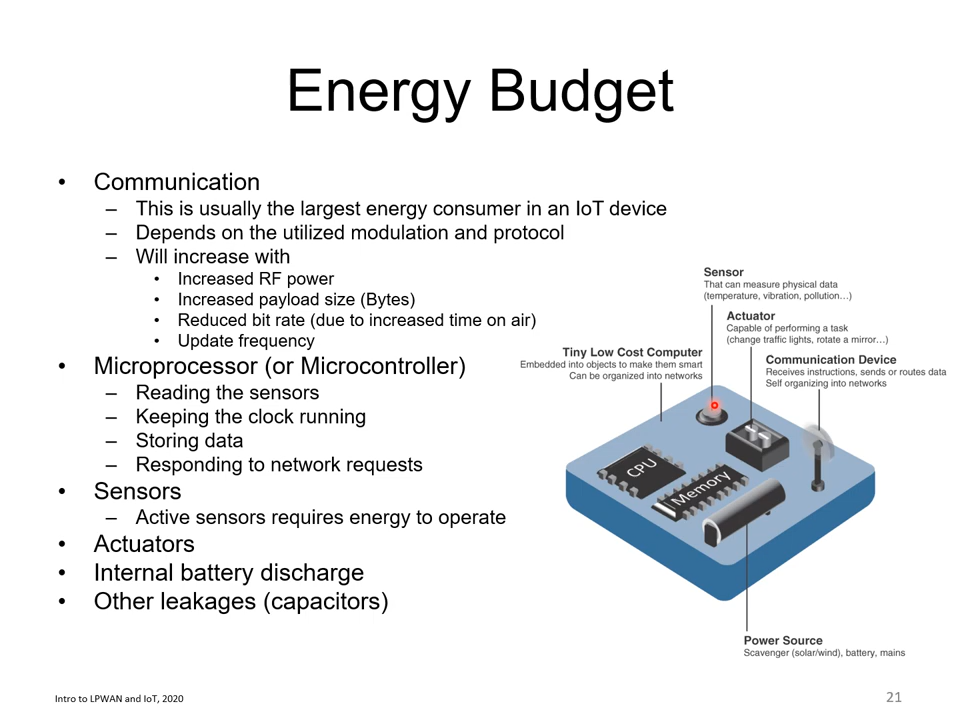 Energy Budget
• Communication
– This is usually the largest energy consumer in an IoT device
– Depends on the utilized modulation and protocol
– Will increase with
• Increased RF power
• Increased payload size (Bytes)
• Reduced bit rate (due to increased time on air)
• Update frequency
• Microprocessor (or Microcontroller)
– Reading the sensors
– Keeping the clock running
– Storing data
– Responding to network requests
• Sensors
– Active sensors requires energy to operate
• Actuators
• Internal battery discharge
• Other leakages (capacitors)
Sensor
That can measure physical data
(temperature, vibration, pollution…)
Actuator
Capable of performing a task
(change traffic lights, rotate a mirror…)
Tiny Low Cost Computer
Embedded into objects to make them smart
Can be organized into networks
Communication Device
Receives instructions, sends or routes data
Self organizing into networks
CPU
Memory
Power Source
Scavenger (solar/wind), battery, mains
Intro to LPWAN and IoT, 2020
21